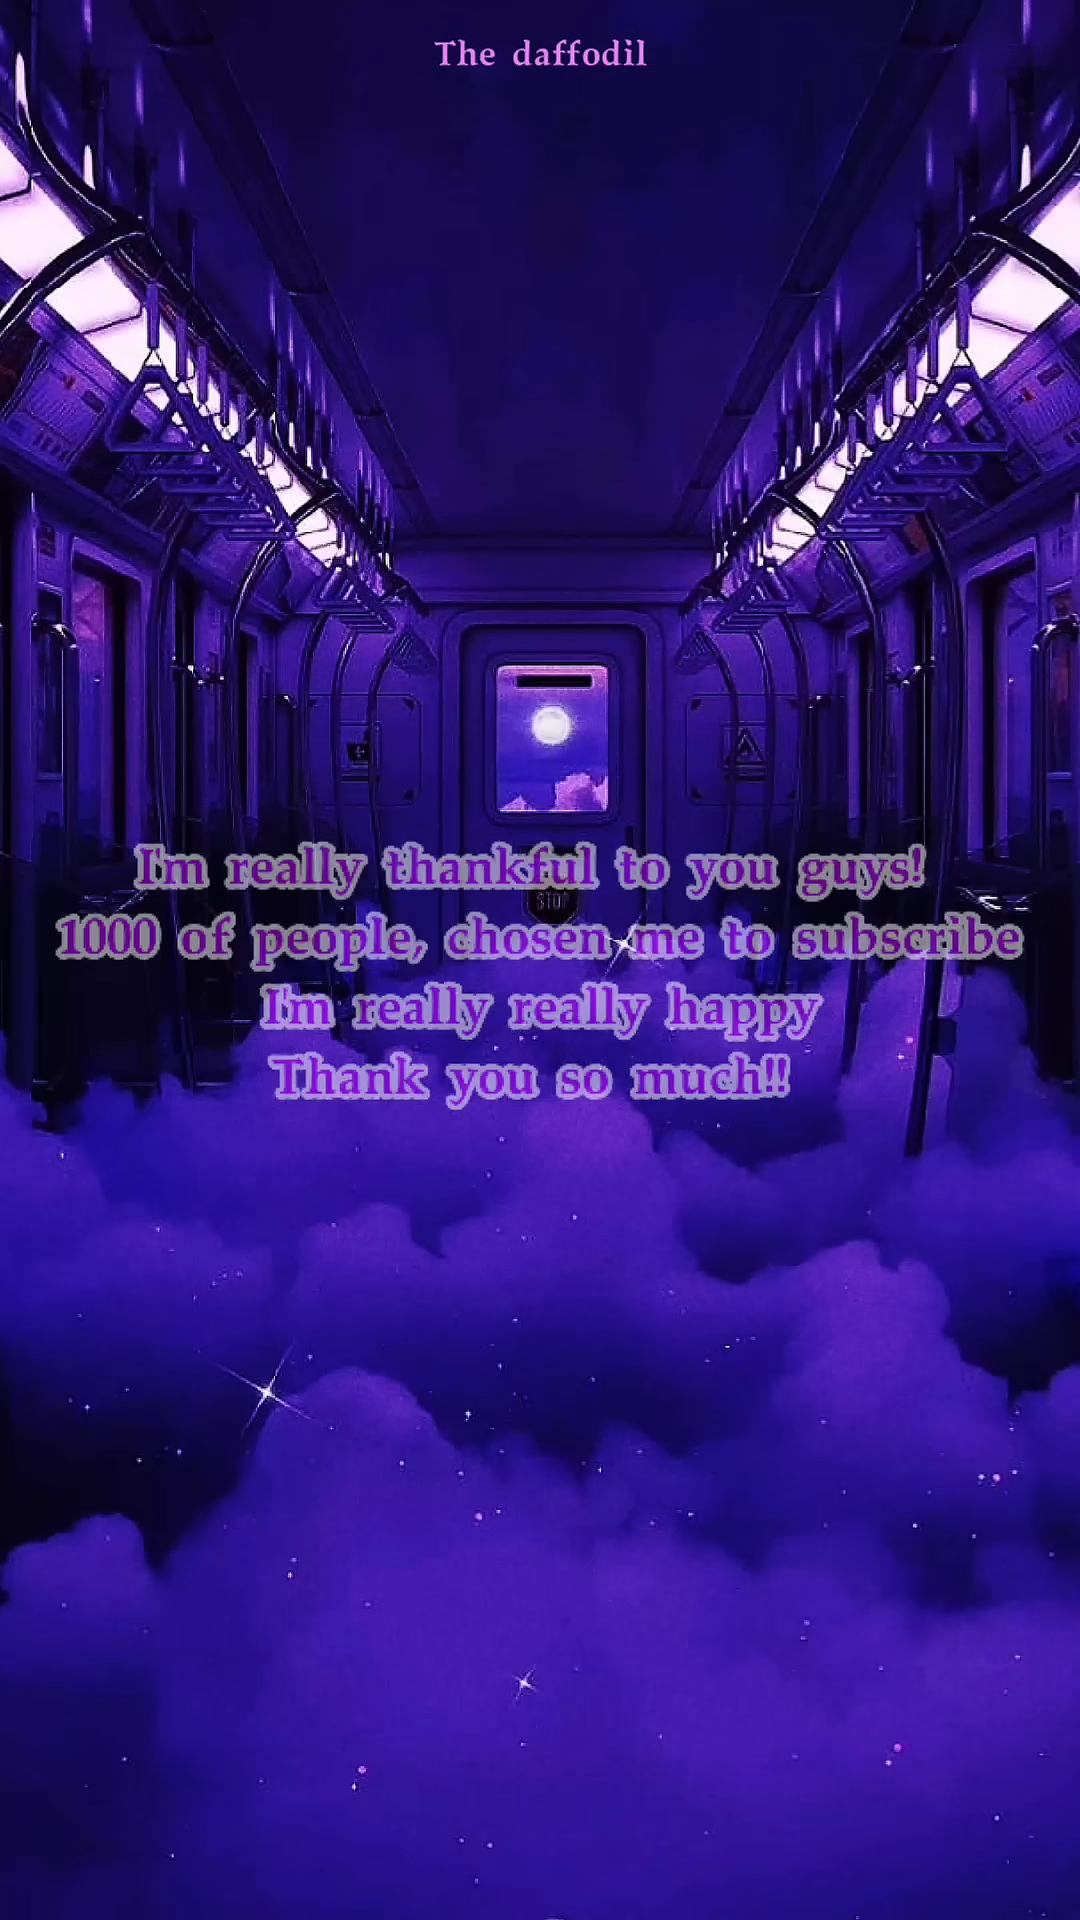 The daffodil
I'm really thankful to you guys!
STOP
1000 of people, chosen me to subscribe
I'm really really happy
Thank you so much!!